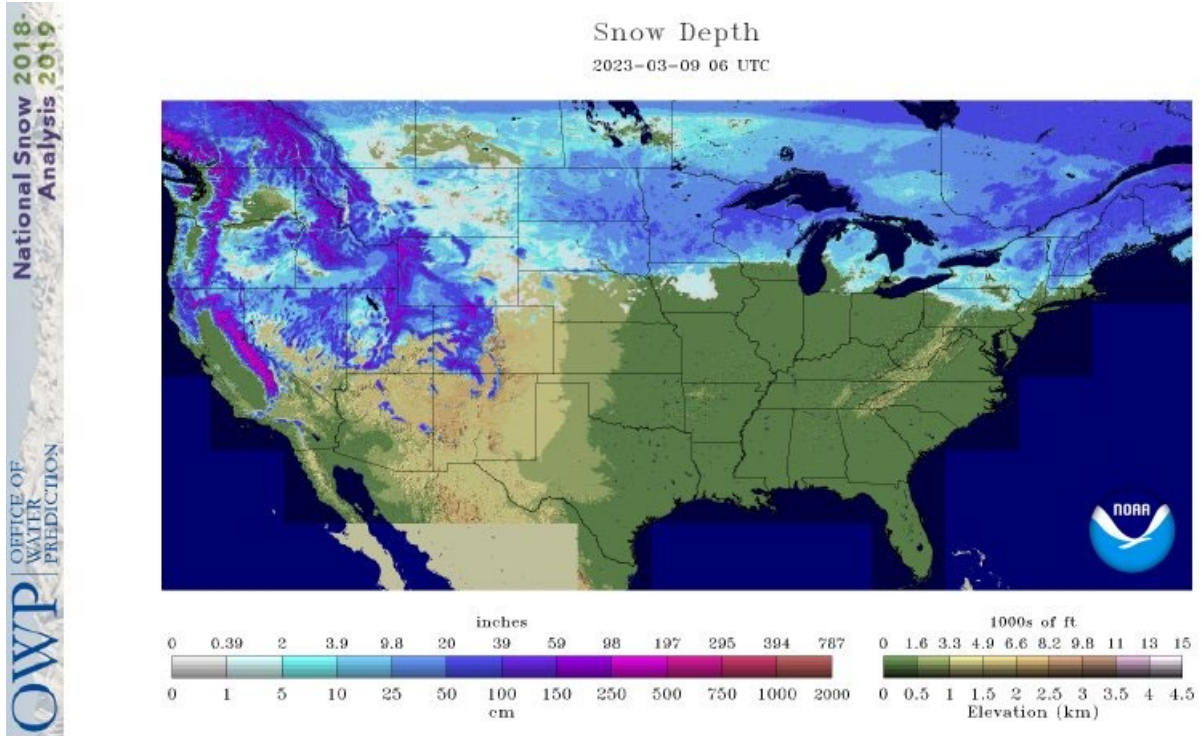 National Snow 2018-
Analysis 2019
OWP
OFFICE OF
WATER
PREDICTION
Snow Depth
2023-03-09 06 UTC
NOAA
inches
0 0.39 2 3.9 9.8 20 39 59 98 197 295 394 787
0 1 5 10 25 50 100 150 250 500 750 1000 2000
cm
1000s of ft
0 1.6 3.3 4.9 6.6 8.2 9.8 11 13 15
0 0.5 1 1.5 2 2.5 3 3.5 4 4.5
Elevation (km)